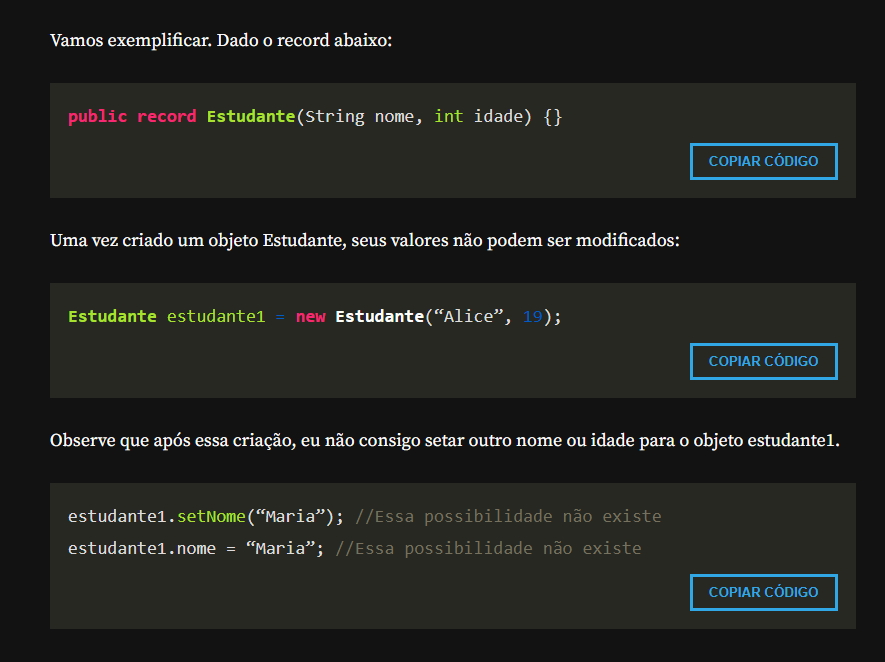 Vamos exemplificar. Dado o record abaixo:
public record Estudante(String nome, int idade) {}
COPIAR CÓDIGO
Uma vez criado um objeto Estudante, seus valores não podem ser modificados:
Estudante estudante1 = new Estudante(“Alice”, 19);
COPIAR CÓDIGO
Observe que após essa criação, eu não consigo setar outro nome ou idade para o objeto estudante1.
estudante1.setNome(“Maria”); //Essa possibilidade não existe
estudante1.nome = “Maria”; //Essa possibilidade não existe
COPIAR CÓDIGO